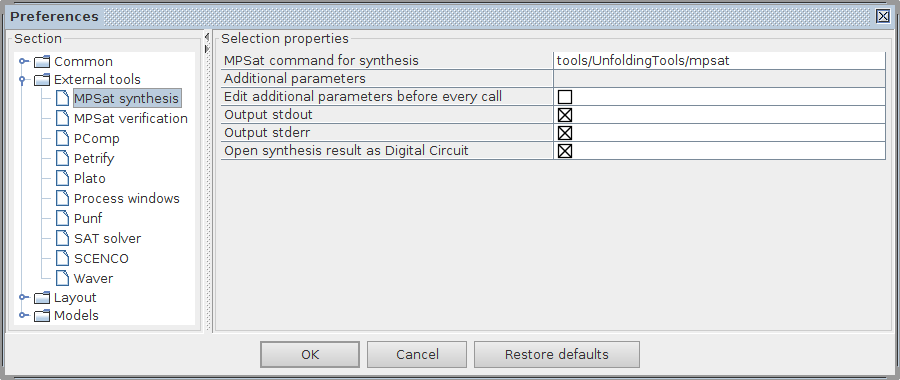 Preferences
Section
Common
External tools
MPSat synthesis
MPSat verification
PComp
Petrify
Plato
Process windows
Punf
SAT solver
SCENCO
Waver
Layout
Models
Selection properties
MPSat command for synthesis tools/UnfoldingTools/mpsat
Additional parameters
Edit additional parameters before every call
Output stdout
Output stderr
Open synthesis result as Digital Circuit
OK Cancel Restore defaults